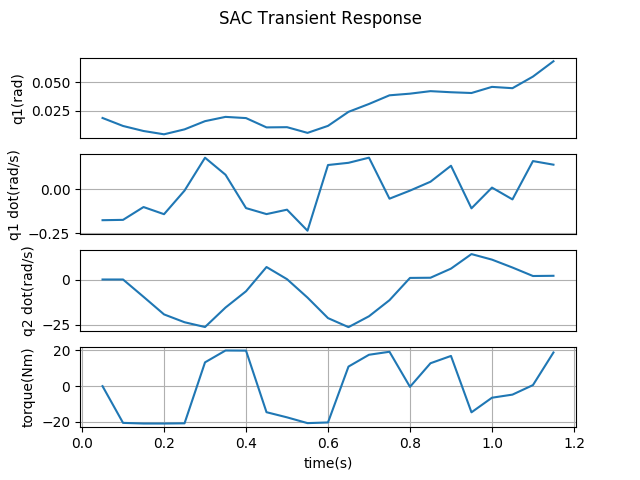 SAC Transient Response
q1(rad)
0.050
0.025
q1 dot(rad/s)
0.00
−0.25
q2 dot(rad/s)
0
−25
torque(Nm)
20
0
−20
0.0 0.2 0.4 0.6 0.8 1.0 1.2
time(s)